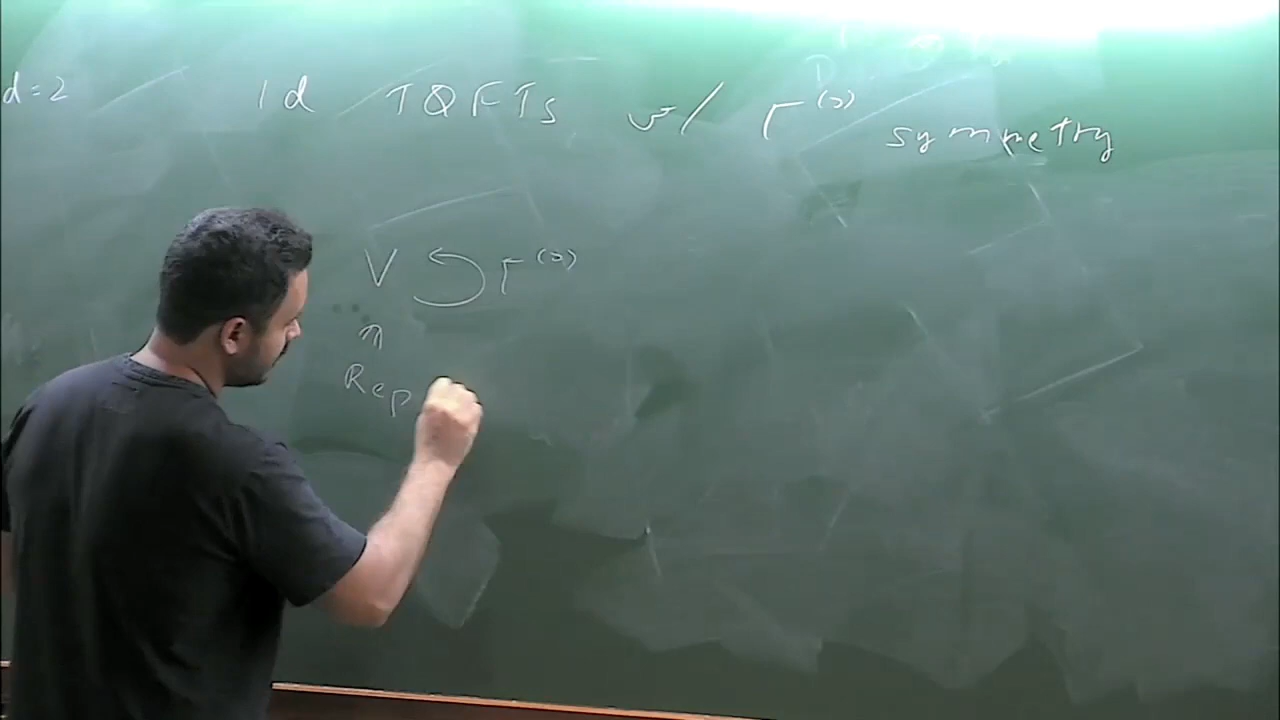 d=2 1d TQFTs w/ Γ^(0) symmetry
V Γ^(0)
∩
Rep